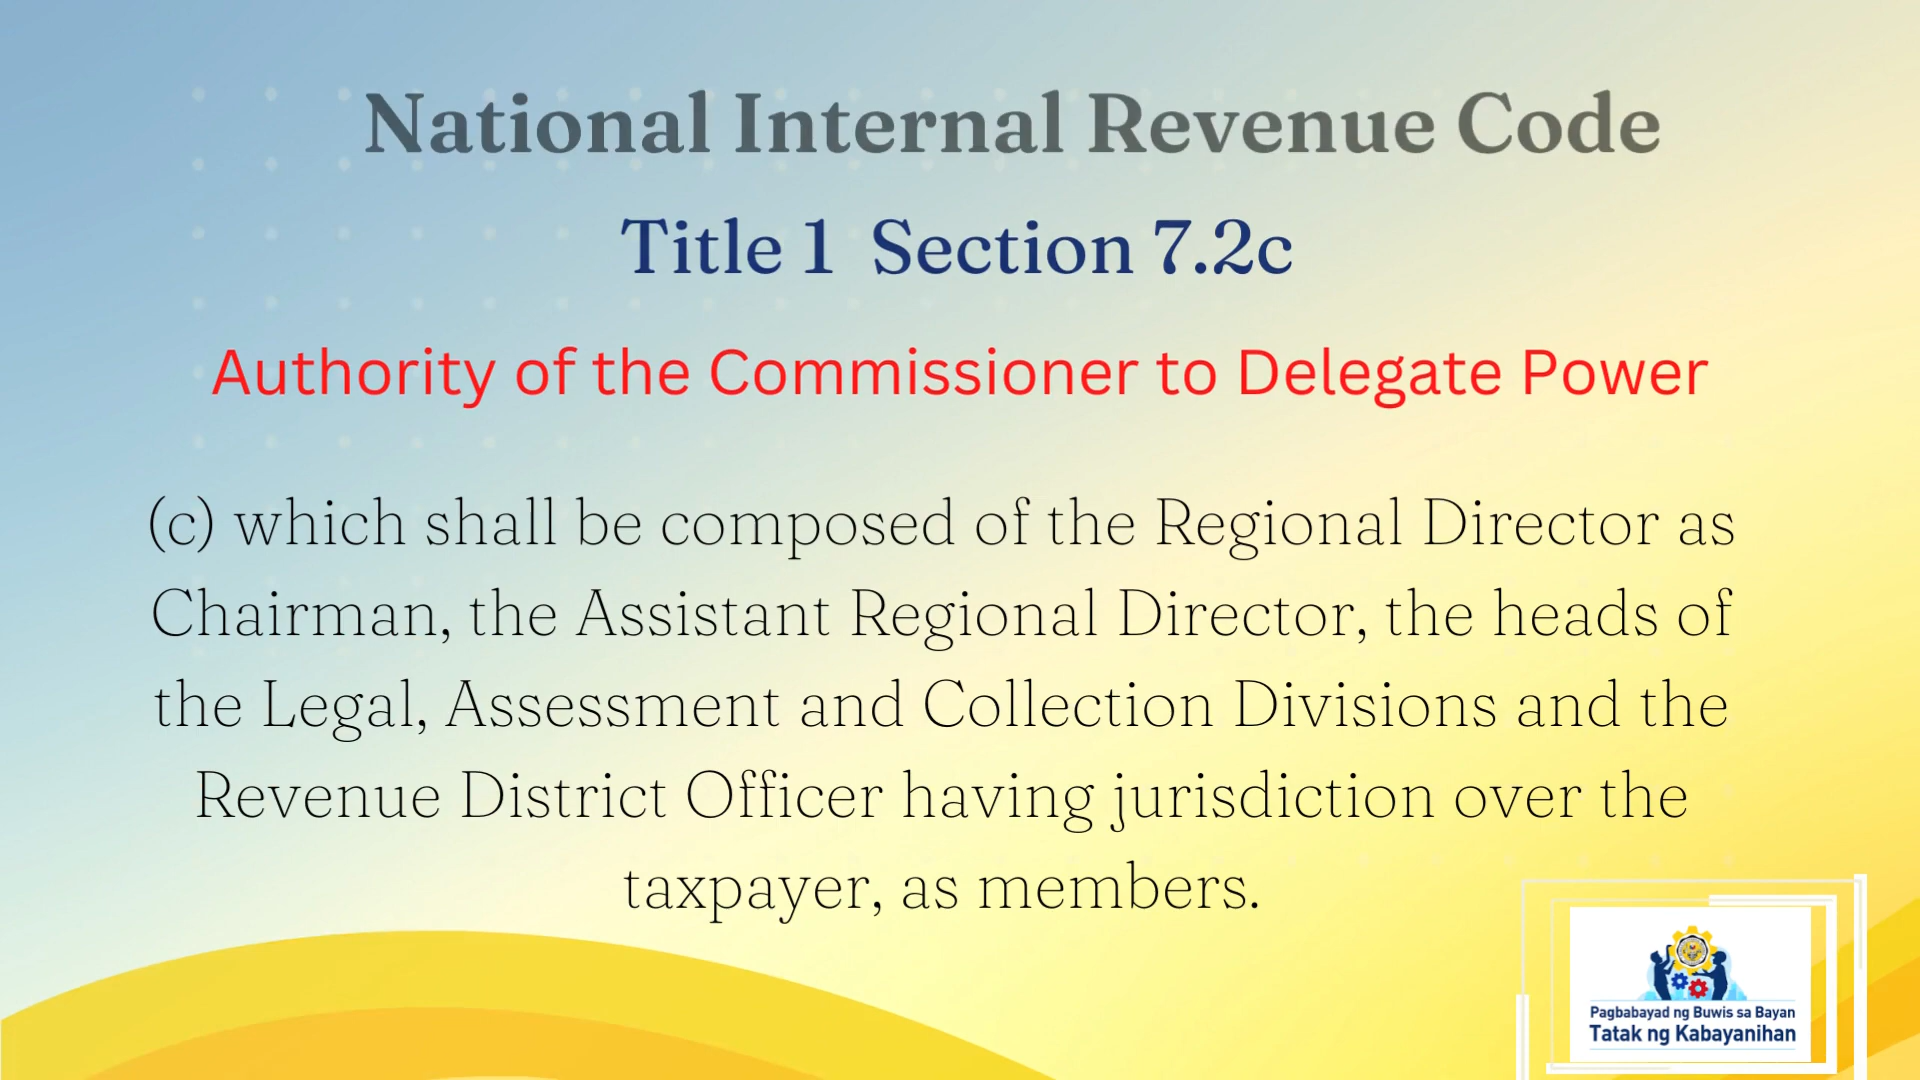 National Internal Revenue Code
Title 1 Section 7.2c
Authority of the Commissioner to Delegate Power
(c) which shall be composed of the Regional Director as
Chairman, the Assistant Regional Director, the heads of
the Legal, Assessment and Collection Divisions and the
Revenue District Officer having jurisdiction over the
taxpayer, as members.
Pagbabayad ng Buwis sa Bayan
Tatak ng Kabayanihan